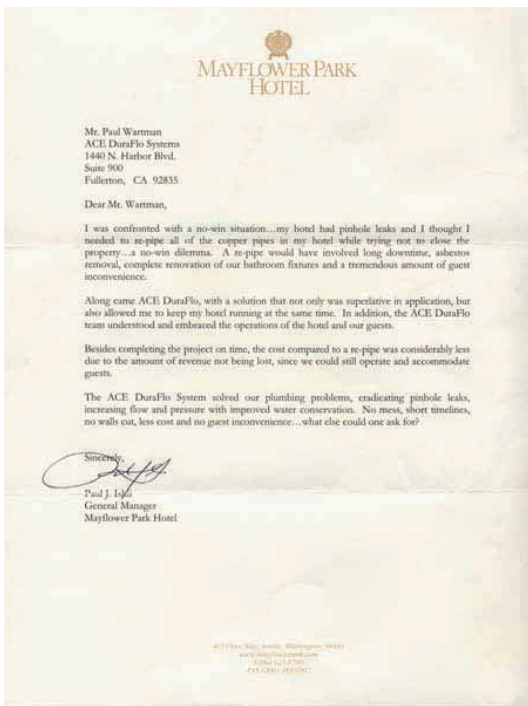 MAYFLOWER PARK
HOTEL
Mr. Paul Wartman
ACE DuraFlo Systems
1440 N. Harbor Blvd.
Suite 900
Fullerton, CA 92835
Dear Mr. Wartman,
I was confronted with a no-win situation…my hotel had pinhole leaks and I thought I
needed to re-pipe all of the copper pipes in my hotel while trying not to close the
property…a no-win dilemma. A re-pipe would have involved long downtime, asbestos
removal, complete renovation of our bathroom fixtures and a tremendous amount of guest
inconvenience.
Along came ACE DuraFlo, with a solution that not only was superlative in application, but
also allowed me to keep my hotel running at the same time. In addition, the ACE DuraFlo
team understood and embraced the operations of the hotel and our guests.
Besides completing the project on time, the cost compared to a re-pipe was considerably less
due to the amount of revenue not being lost, since we could still operate and accommodate
guests.
The ACE DuraFlo System solved our plumbing problems, eradicating pinhole leaks,
increasing flow and pressure with improved water conservation. No mess, short timelines,
no walls cut, less cost and no guest inconvenience…what else could one ask for?
Sincerely,
Paul J.
General Manager
Mayflower Park Hotel
Seattle, Washington